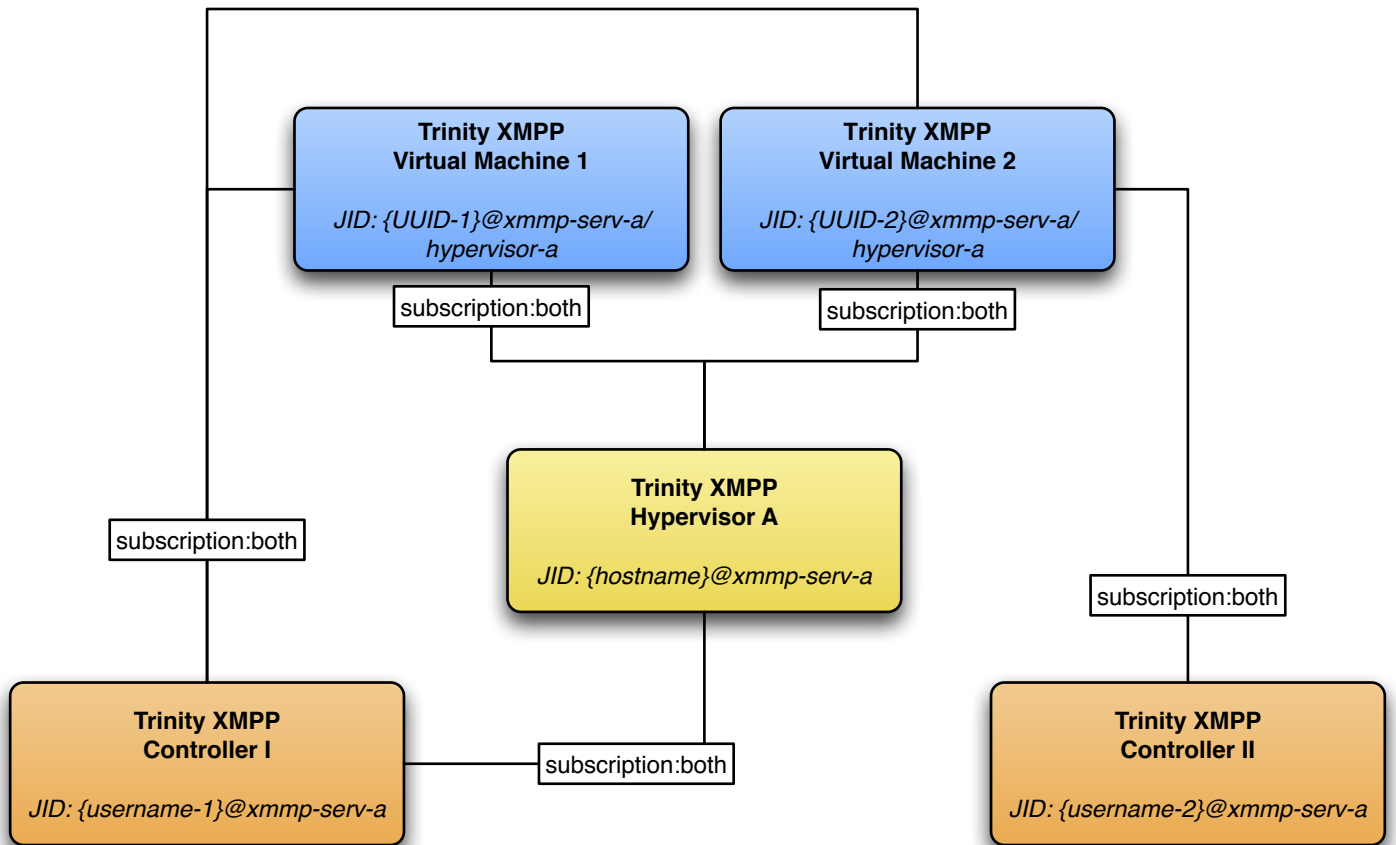 Trinity XMPP
Virtual Machine 1
JID: {UUID-1}@xmmp-serv-a/
hypervisor-a
Trinity XMPP
Virtual Machine 2
JID: {UUID-2}@xmmp-serv-a/
hypervisor-a
subscription:both
subscription:both
Trinity XMPP
Hypervisor A
JID: {hostname}@xmmp-serv-a
subscription:both
subscription:both
Trinity XMPP
Controller I
JID: {username-1}@xmmp-serv-a
subscription:both
Trinity XMPP
Controller II
JID: {username-2}@xmmp-serv-a